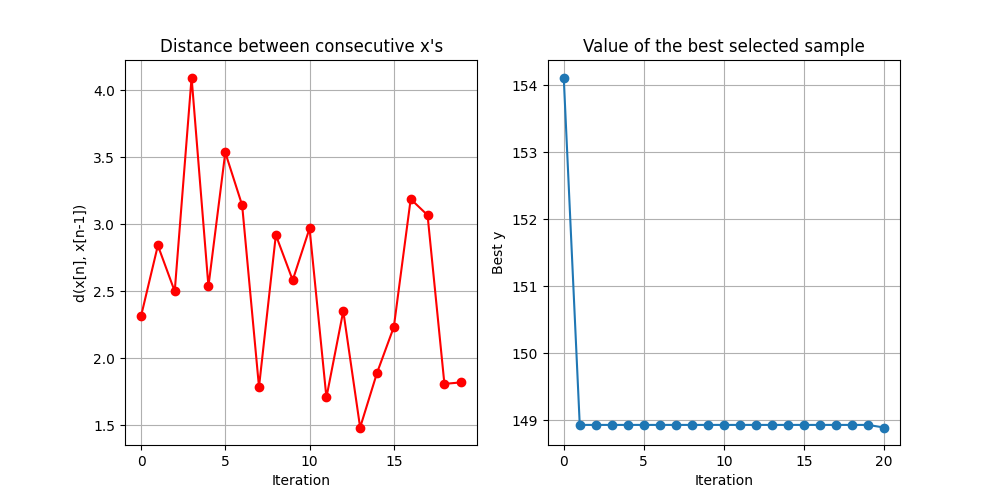 Distance between consecutive x's
d(x[n], x[n-1])
4.0
3.5
3.0
2.5
2.0
1.5
0 5 10 15
Iteration
Value of the best selected sample
Best y
154
153
152
151
150
149
0 5 10 15 20
Iteration